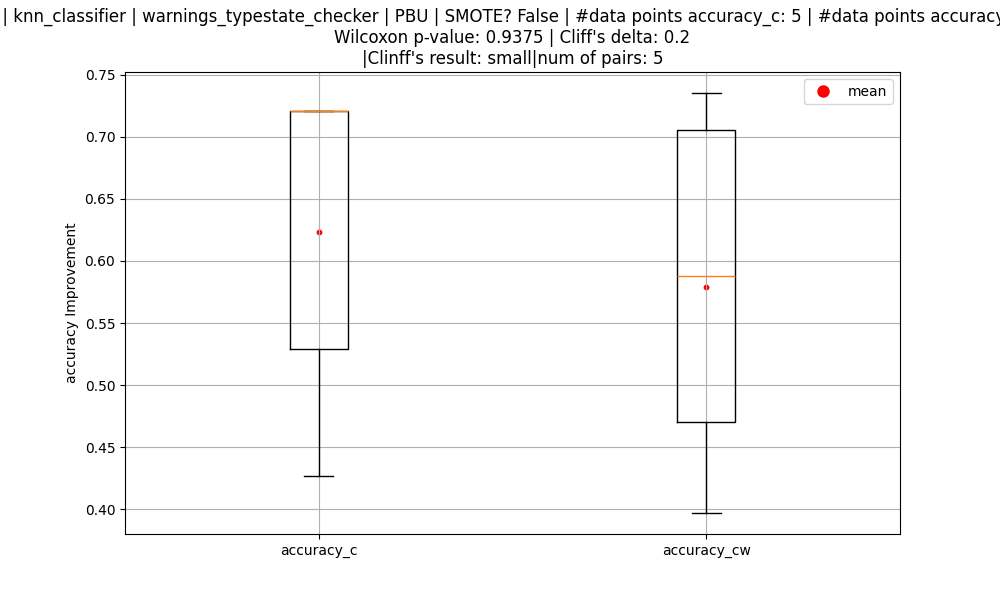 | knn_classifier | warnings_typestate_checker | PBU | SMOTE? False | #data points accuracy_c: 5 | #data points accuracy
Wilcoxon p-value: 0.9375 | Cliff's delta: 0.2
|Clinff's result: small|num of pairs: 5
mean
0.75
0.70
0.65
0.60
0.55
0.50
0.45
0.40
accuracy Improvement
accuracy_c
accuracy_cw